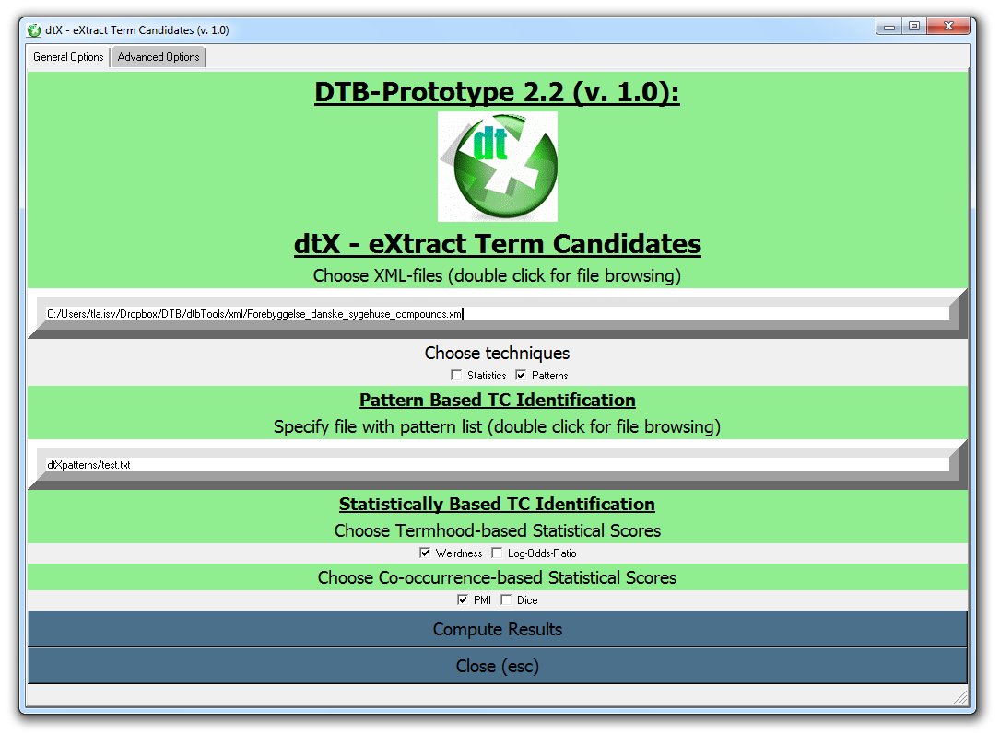 dtX - eXtract Term Candidates (v. 1.0)
General Options
Advanced Options
DTB-Prototype 2.2 (v. 1.0):
dt
dtX - eXtract Term Candidates
Choose XML-files (double click for file browsing)
C:/Users/tla.isv/Dropbox/DTB/dtbTools/xml/Forebyggelse_danske_sygehuse_compounds.xml
Choose techniques
Statistics Patterns
Pattern Based TC Identification
Specify file with pattern list (double click for file browsing)
dtXpatterns/test.txt
Statistically Based TC Identification
Choose Termhood-based Statistical Scores
Weirdness Log-Odds-Ratio
Choose Co-occurrence-based Statistical Scores
PMI Dice
Compute Results
Close (esc)